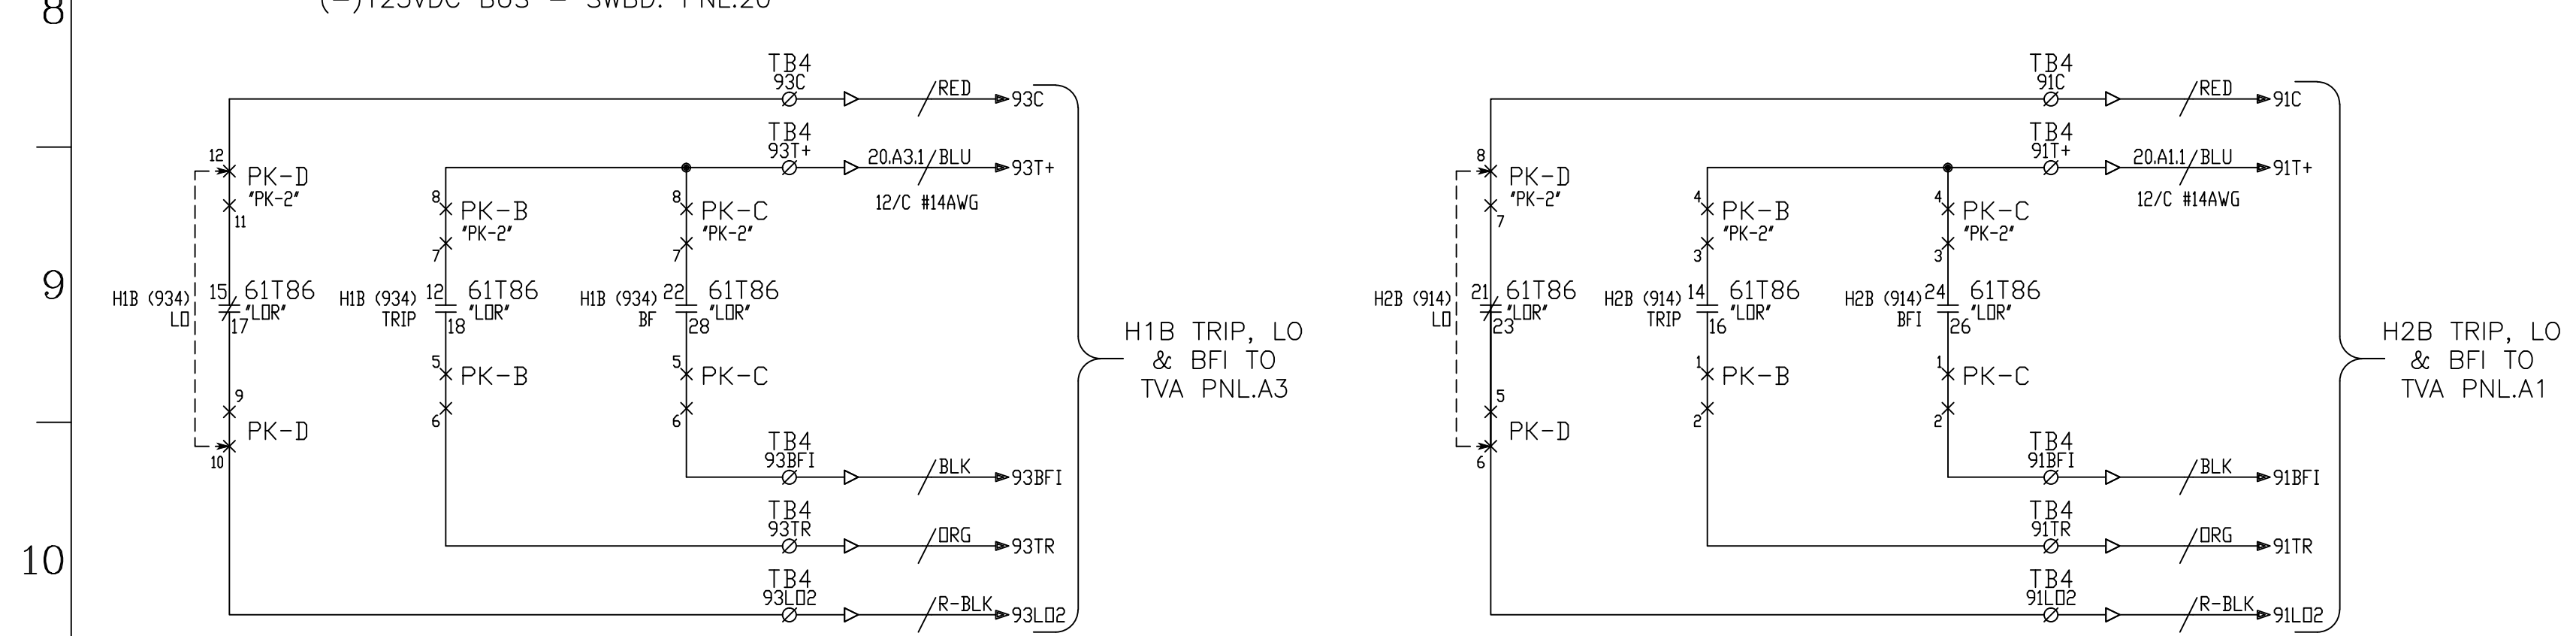 8
(-)125VDC BUS - SWBD. PNL.20
TB4
93C
RED
93C
TB4
93T+
20.A3.1
BLU
93T+
12/C #14AWG
12
PK-D
"PK-2"
11
8
PK-B
"PK-2"
7
8
PK-C
"PK-2"
7
9
H1B (934)
LO
15
61T86
"LOR"
17
H1B (934)
TRIP
12
61T86
"LOR"
18
H1B (934)
BF
22
61T86
"LOR"
28
H1B TRIP, LO
& BFI TO
TVA PNL.A3
9
PK-D
10
5
PK-B
6
5
PK-C
6
TB4
93BFI
BLK
93BFI
10
TB4
93TR
ORG
93TR
TB4
93LO2
R-BLK
93LO2
TB4
91C
RED
91C
TB4
91T+
20.A1.1
BLU
91T+
12/C #14AWG
8
PK-D
"PK-2"
7
4
PK-B
"PK-2"
3
4
PK-C
"PK-2"
3
H2B (914)
LO
21
61T86
"LOR"
23
H2B (914)
TRIP
14
61T86
"LOR"
16
H2B (914)
BFI
24
61T86
"LOR"
26
H2B TRIP, LO
& BFI TO
TVA PNL.A1
5
PK-D
6
1
PK-B
2
1
PK-C
2
TB4
91BFI
BLK
91BFI
TB4
91TR
ORG
91TR
TB4
91LO2
R-BLK
91LO2